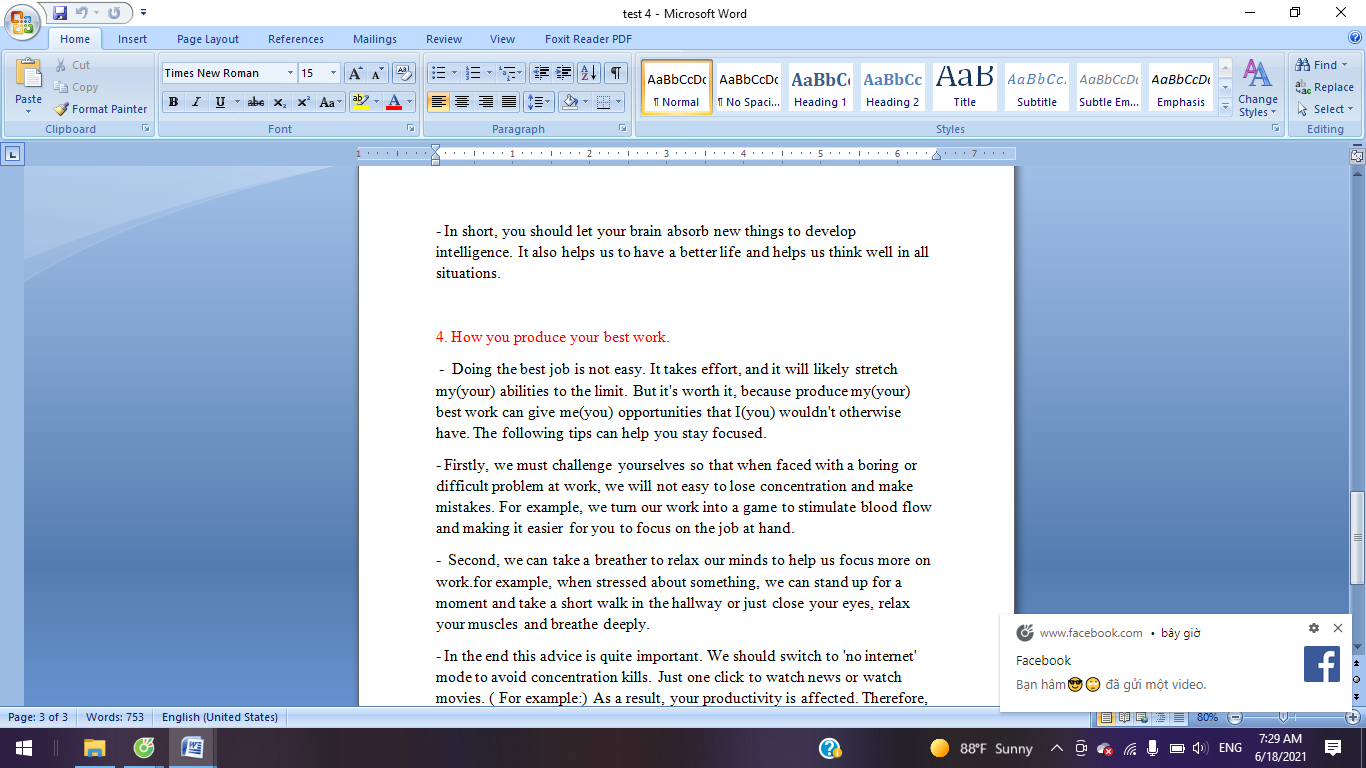 test 4 - Microsoft Word
Home Insert Page Layout References Mailings Review View Foxit Reader PDF
Paste
Cut
Copy
Format Painter
Clipboard
Times New Roman 15
Font
Paragraph
AaBbCcDc AaBbCcDc AaBbCc AaBbCc AaB AaBbCc. AaBbCcDc AaBbCcDc
¶ Normal ¶ No Spaci... Heading 1 Heading 2 Title Subtitle Subtle Em... Emphasis
Change Styles
Styles
Find
Replace
Select
Editing
1 1 2 3 4 5 6 7
- In short, you should let your brain absorb new things to develop
intelligence. It also helps us to have a better life and helps us think well in all
situations.
4. How you produce your best work.
- Doing the best job is not easy. It takes effort, and it will likely stretch
my(your) abilities to the limit. But it's worth it, because produce my(your)
best work can give me(you) opportunities that I(you) wouldn't otherwise
have. The following tips can help you stay focused.
- Firstly, we must challenge yourselves so that when faced with a boring or
difficult problem at work, we will not easy to lose concentration and make
mistakes. For example, we turn our work into a game to stimulate blood flow
and making it easier for you to focus on the job at hand.
- Second, we can take a breather to relax our minds to help us focus more on
work.for example, when stressed about something, we can stand up for a
moment and take a short walk in the hallway or just close your eyes, relax
your muscles and breathe deeply.
- In the end this advice is quite important. We should switch to 'no internet'
mode to avoid concentration kills. Just one click to watch news or watch
movies. ( For example:) As a result, your productivity is affected. Therefore,
www.facebook.com • bây giờ
Facebook
Bạn hâm😎🙄 đã gửi một video.
Page: 3 of 3 Words: 753 English (United States) 80%
88°F Sunny ENG 7:29 AM
6/18/2021